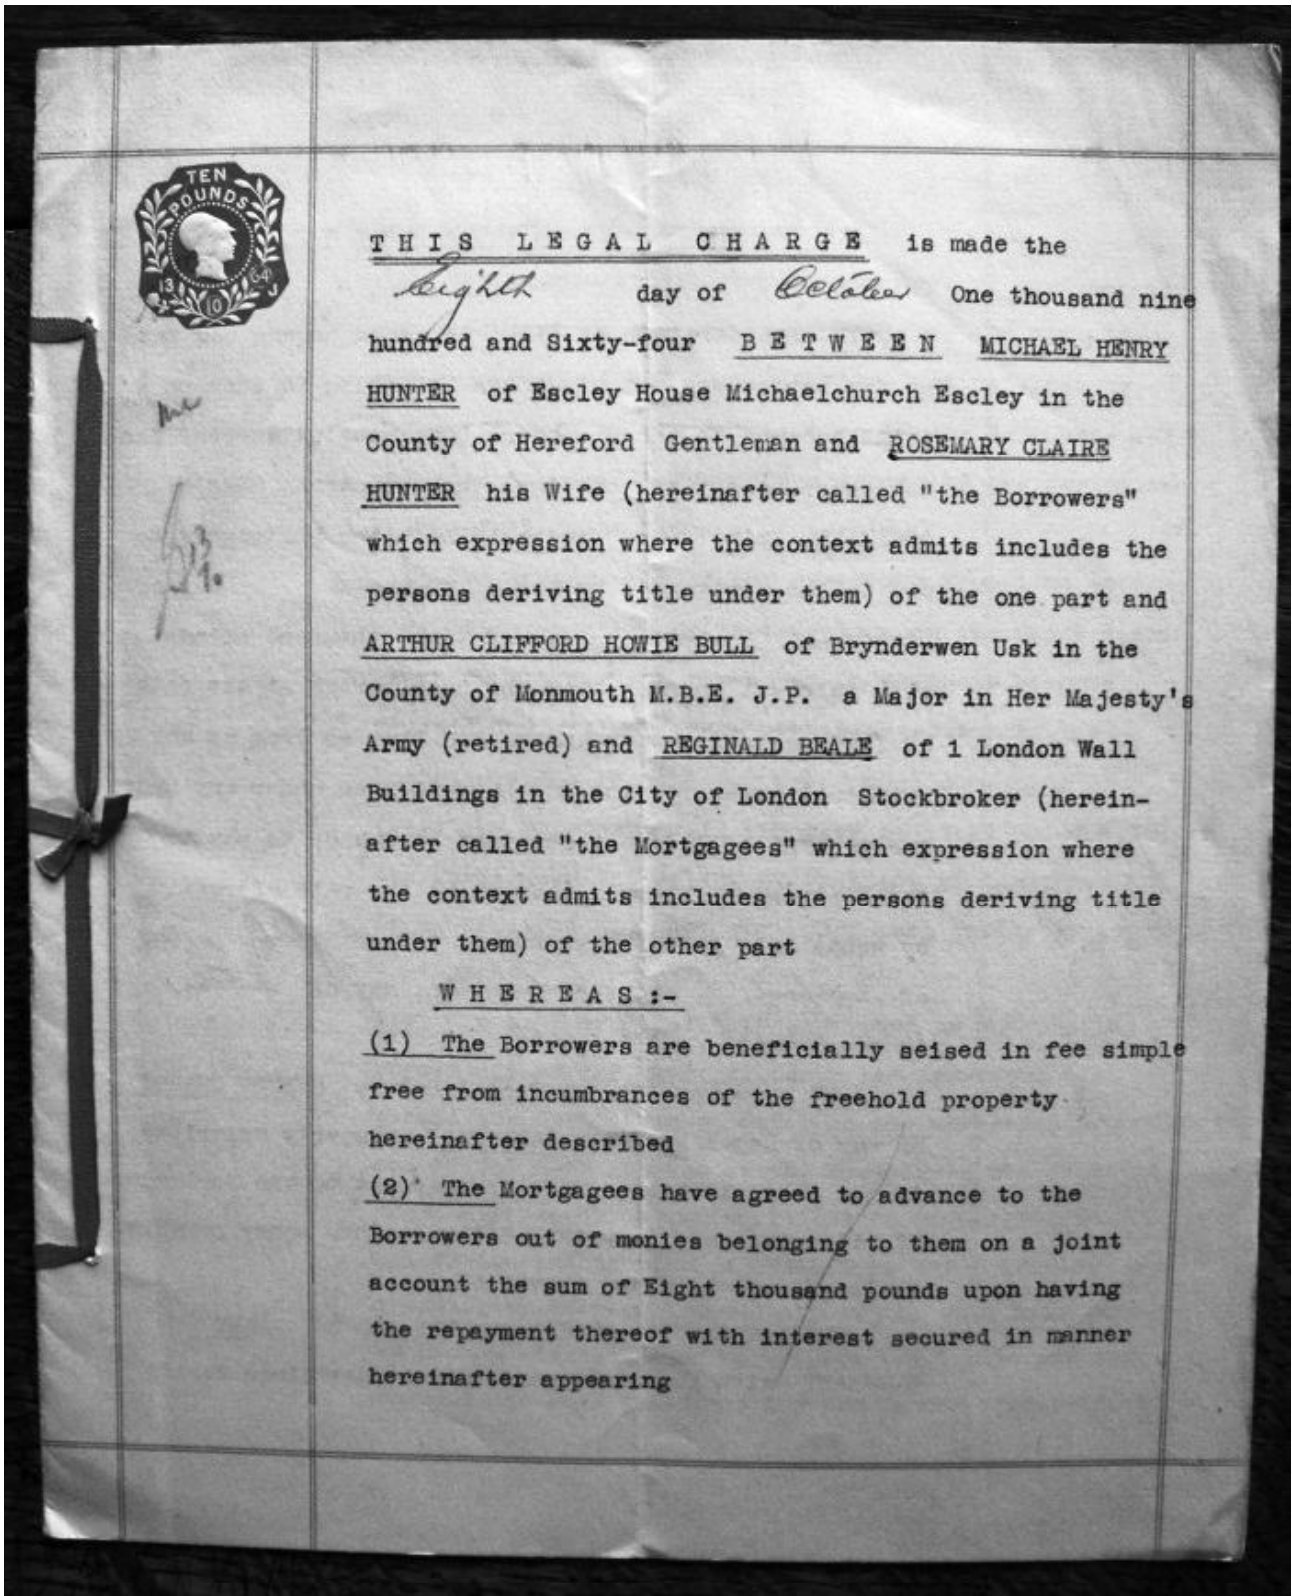 TEN
POUNDS
13 64
10 J
THIS LEGAL CHARGE is made the
Eighth day of October One thousand nine
hundred and Sixty-four BETWEEN MICHAEL HENRY
HUNTER of Escley House Michaelchurch Escley in the
County of Hereford Gentleman and ROSEMARY CLAIRE
HUNTER his Wife (hereinafter called "the Borrowers"
which expression where the context admits includes the
persons deriving title under them) of the one part and
ARTHUR CLIFFORD HOWIE BULL of Brynderwen Usk in the
County of Monmouth M.B.E. J.P. a Major in Her Majesty's
Army (retired) and REGINALD BEALE of 1 London Wall
Buildings in the City of London Stockbroker (herein-
after called "the Mortgagees" which expression where
the context admits includes the persons deriving title
under them) of the other part
WHEREAS:-
(1) The Borrowers are beneficially seised in fee simple
free from incumbrances of the freehold property
hereinafter described
(2) The Mortgagees have agreed to advance to the
Borrowers out of monies belonging to them on a joint
account the sum of Eight thousand pounds upon having
the repayment thereof with interest secured in manner
hereinafter appearing